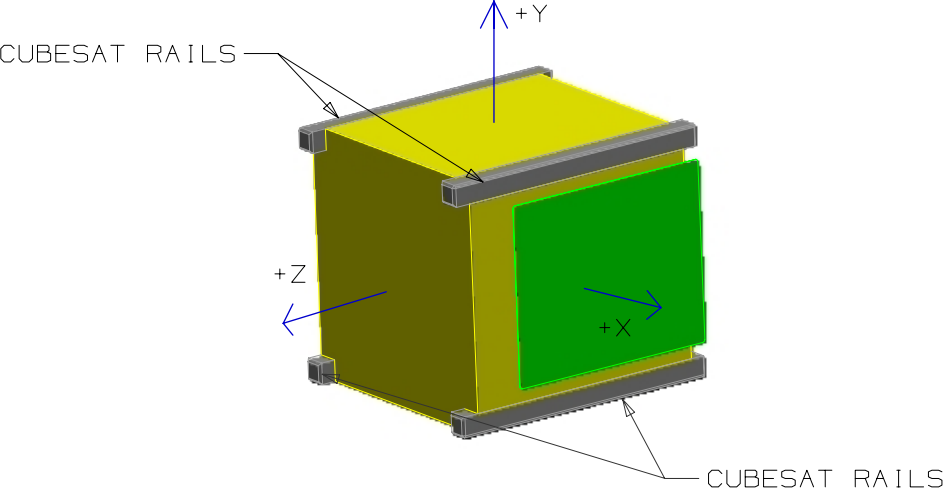 +Y
CUBESAT RAILS
+Z
+X
CUBESAT RAILS